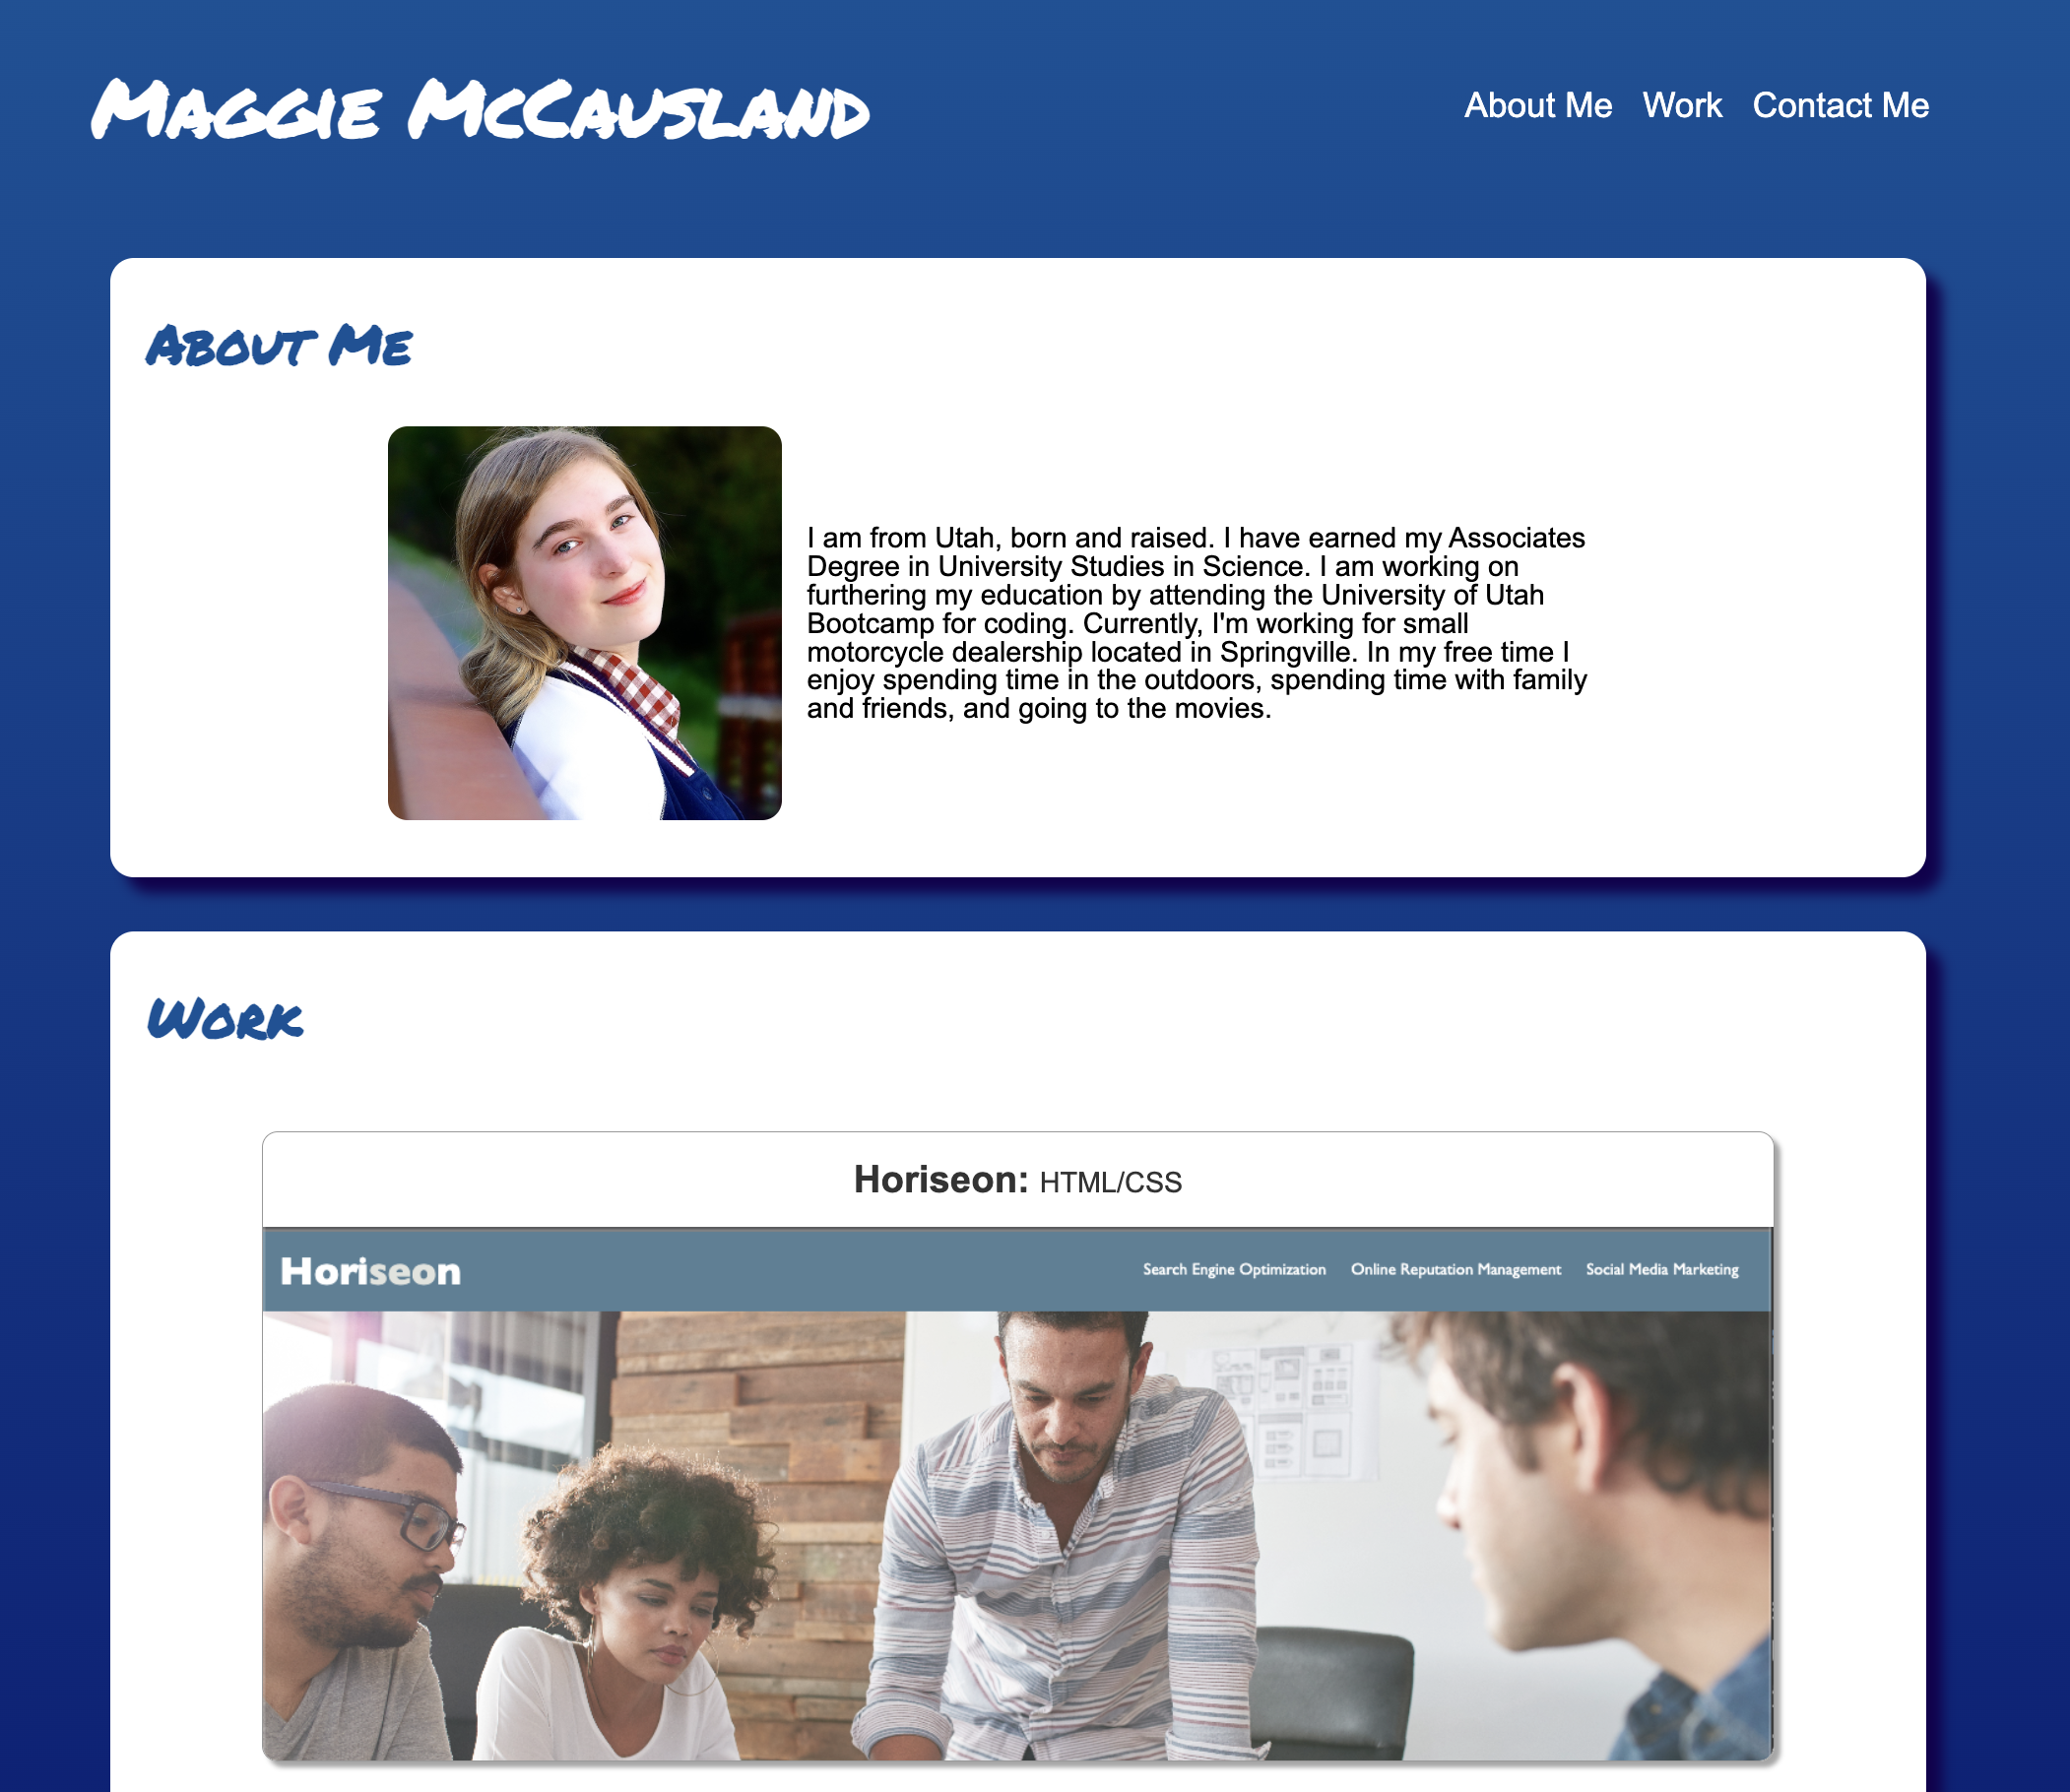 Maggie McCausland
About Me Work Contact Me
About Me
I am from Utah, born and raised. I have earned my Associates
Degree in University Studies in Science. I am working on
furthering my education by attending the University of Utah
Bootcamp for coding. Currently, I'm working for small
motorcycle dealership located in Springville. In my free time I
enjoy spending time in the outdoors, spending time with family
and friends, and going to the movies.
Work
Horiseon: HTML/CSS
Horiseon
Search Engine Optimization Online Reputation Management Social Media Marketing